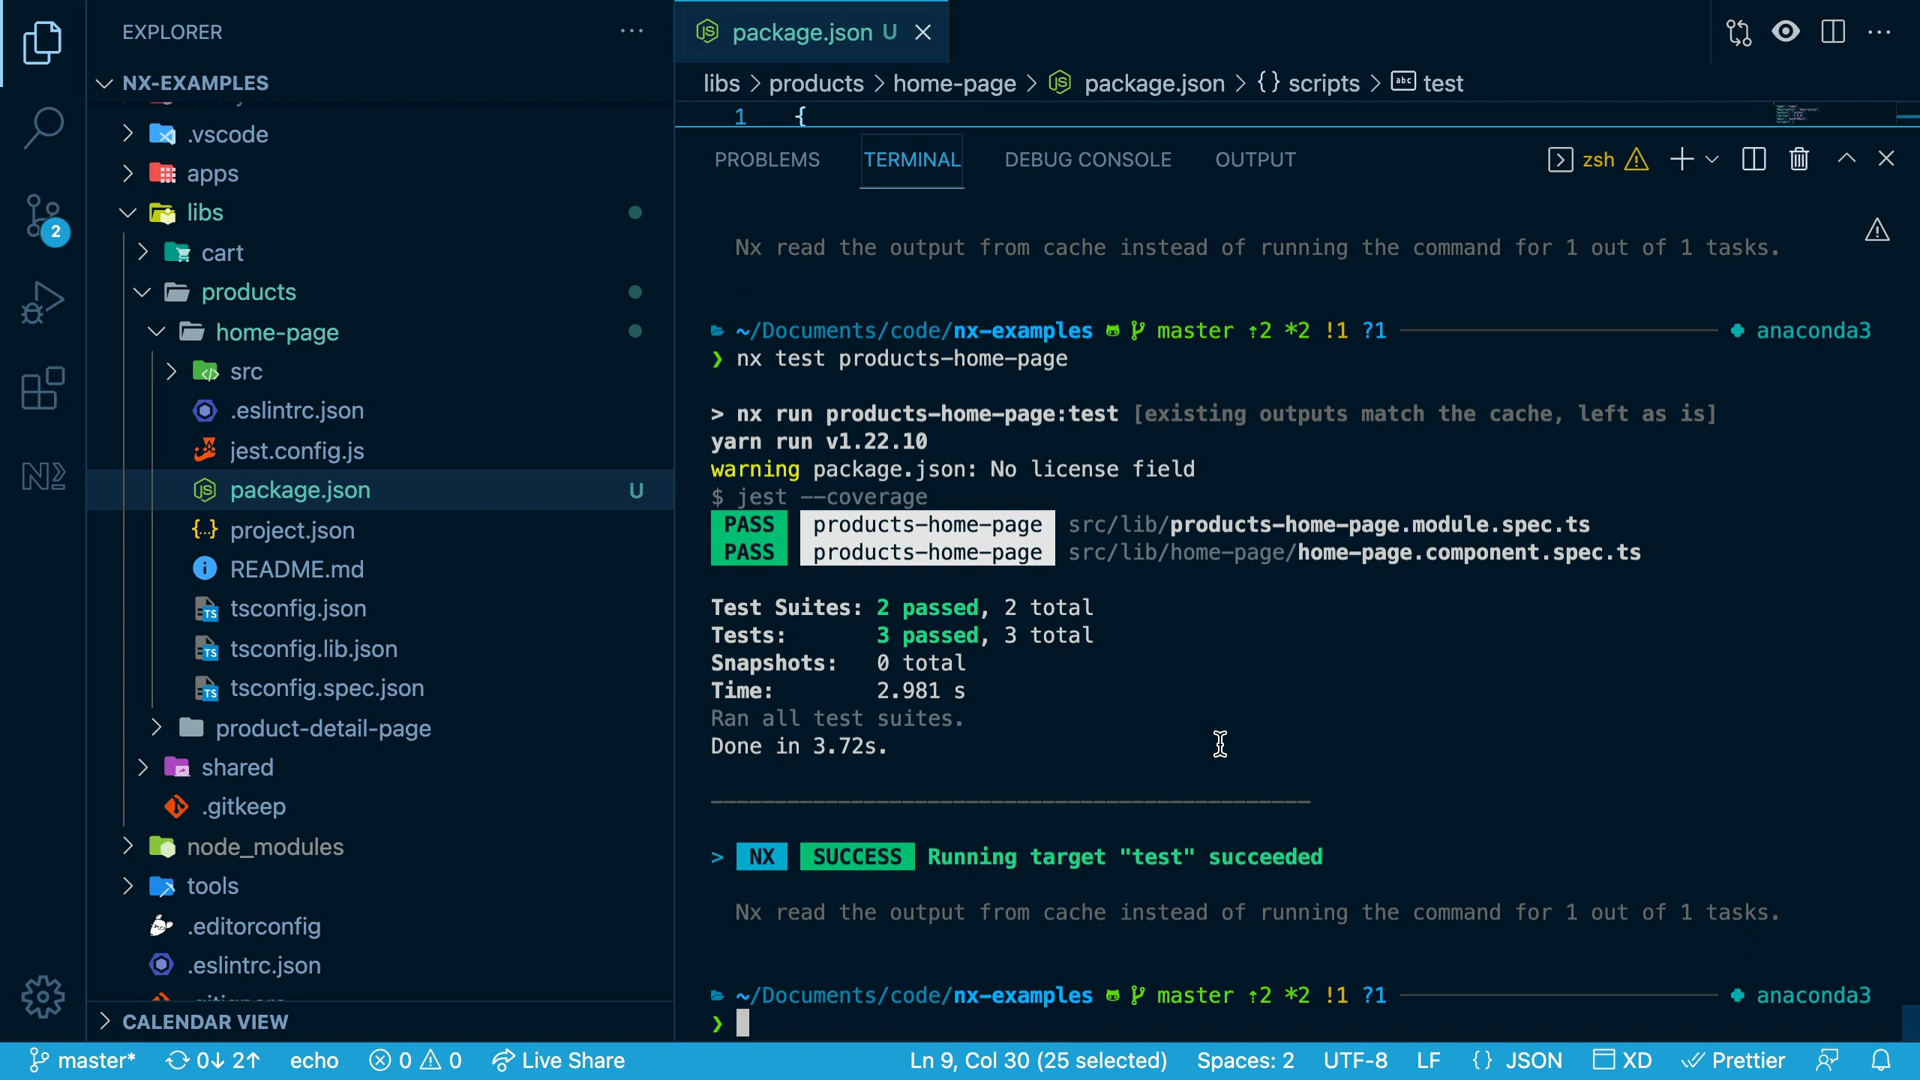 EXPLORER
NX-EXAMPLES
.vscode
apps
libs
cart
products
home-page
src
.eslintrc.json
jest.config.js
package.json U
project.json
README.md
tsconfig.json
tsconfig.lib.json
tsconfig.spec.json
product-detail-page
shared
.gitkeep
node_modules
tools
.editorconfig
.eslintrc.json
CALENDAR VIEW
2
package.json U
libs > products > home-page > package.json > {} scripts > abc test
1 {
PROBLEMS TERMINAL DEBUG CONSOLE OUTPUT
zsh
Nx read the output from cache instead of running the command for 1 out of 1 tasks.
~/Documents/code/nx-examples master ⇡2 *2 !1 ?1 anaconda3
❯ nx test products-home-page
> nx run products-home-page:test [existing outputs match the cache, left as is]
yarn run v1.22.10
warning package.json: No license field
$ jest --coverage
PASS products-home-page src/lib/products-home-page.module.spec.ts
PASS products-home-page src/lib/home-page/home-page.component.spec.ts
Test Suites: 2 passed, 2 total
Tests: 3 passed, 3 total
Snapshots: 0 total
Time: 2.981 s
Ran all test suites.
Done in 3.72s.
> NX SUCCESS Running target "test" succeeded
Nx read the output from cache instead of running the command for 1 out of 1 tasks.
~/Documents/code/nx-examples master ⇡2 *2 !1 ?1 anaconda3
❯
master* 0↓ 2↑ echo 0 0 Live Share Ln 9, Col 30 (25 selected) Spaces: 2 UTF-8 LF {} JSON XD Prettier